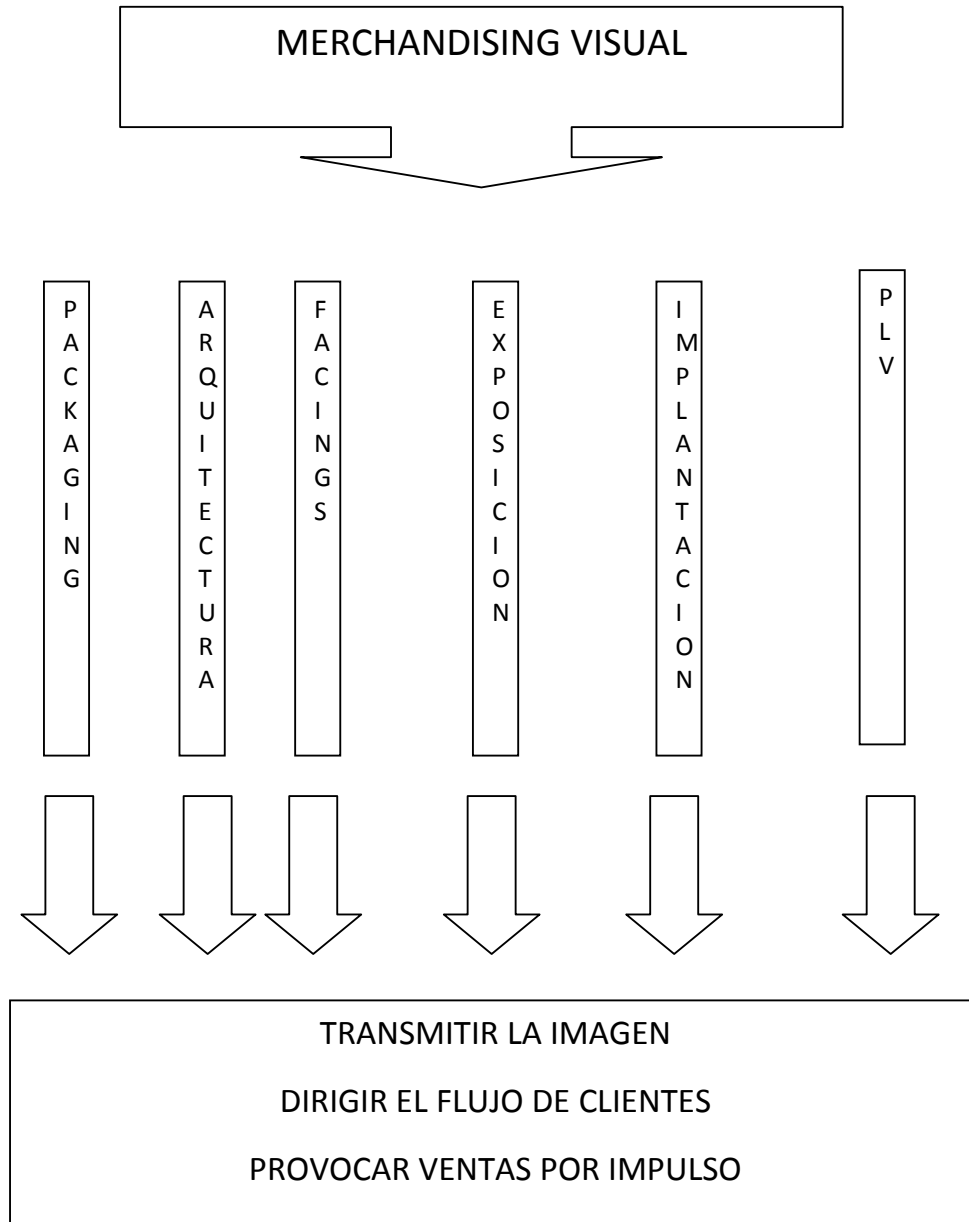 MERCHANDISING VISUAL
PACKAGING
ARQUITECTURA
FACINGS
EXPOSICION
IMPLANTACION
PLV
TRANSMITIR LA IMAGEN
DIRIGIR EL FLUJO DE CLIENTES
PROVOCAR VENTAS POR IMPULSO